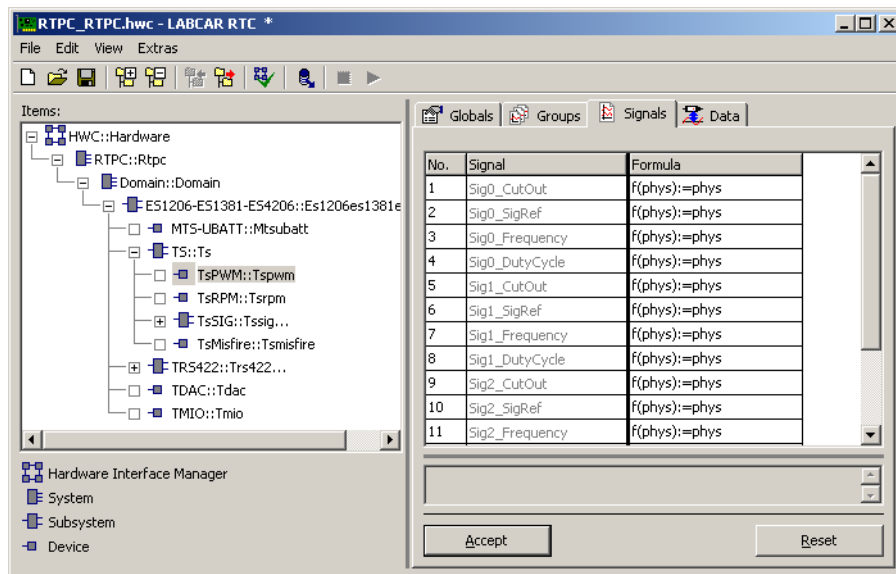 RTPC_RTPC.hwc - LABCAR RTC *
File Edit View Extras
Items:
HWC::Hardware
RTPC::Rtpc
Domain::Domain
ES1206-ES1381-ES4206::Es1206es1381e
MTS-UBATT::Mtsubatt
TS::Ts
TsPWM::Tspwm
TsRPM::Tsrpm
TsSIG::Tssig...
TsMisfire::Tsmisfire
TRS422::Trs422...
TDAC::Tdac
TMIO::Tmio
Hardware Interface Manager
System
Subsystem
Device
Globals Groups Signals Data
No. Signal Formula
1 Sig0_CutOut f(phys):=phys
2 Sig0_SigRef f(phys):=phys
3 Sig0_Frequency f(phys):=phys
4 Sig0_DutyCycle f(phys):=phys
5 Sig1_CutOut f(phys):=phys
6 Sig1_SigRef f(phys):=phys
7 Sig1_Frequency f(phys):=phys
8 Sig1_DutyCycle f(phys):=phys
9 Sig2_CutOut f(phys):=phys
10 Sig2_SigRef f(phys):=phys
11 Sig2_Frequency f(phys):=phys
Accept Reset